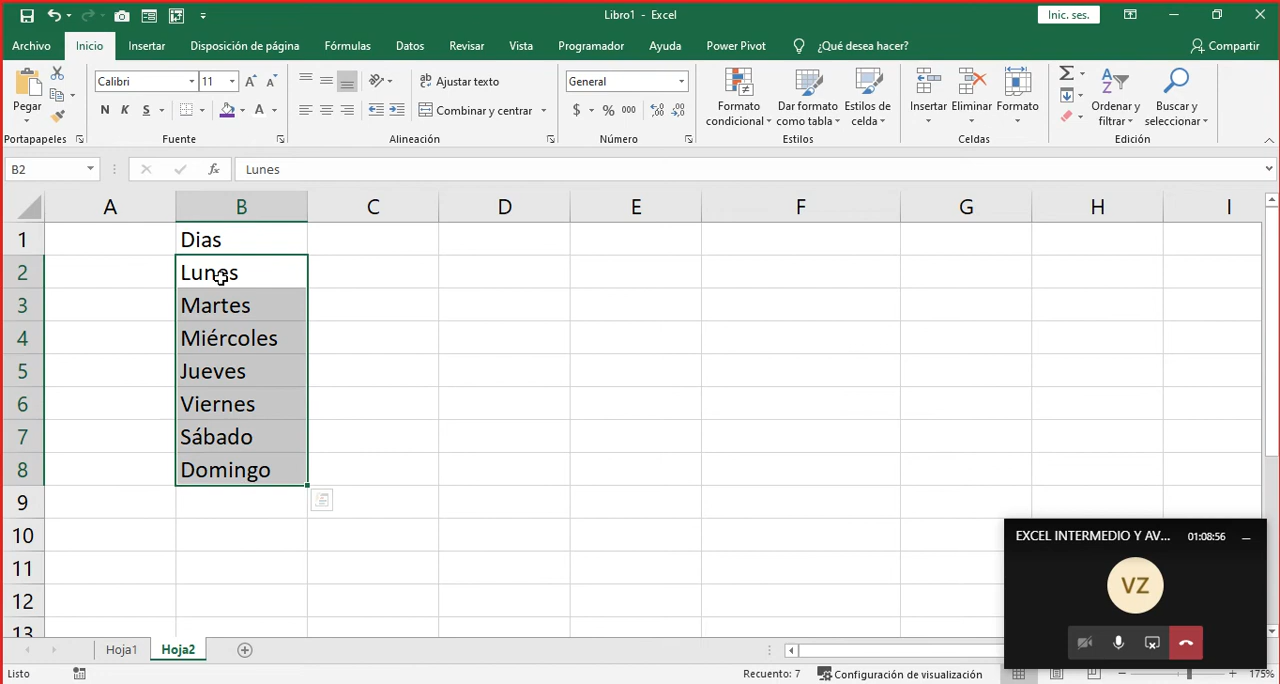 Libro1 - Excel
Inic. ses.
Archivo Inicio Insertar Disposición de página Fórmulas Datos Revisar Vista Programador Ayuda Power Pivot ¿Qué desea hacer? Compartir
Pegar
Portapapeles
Calibri 11
N K S
Fuente
Ajustar texto
Combinar y centrar
Alineación
General
$ % 000
Número
Formato condicional
Dar formato como tabla
Estilos de celda
Estilos
Insertar Eliminar Formato
Celdas
Ordenar y filtrar
Buscar y seleccionar
Edición
B2 fx Lunes
A B C D E F G H I
1 Dias
2 Lunes
3 Martes
4 Miércoles
5 Jueves
6 Viernes
7 Sábado
8 Domingo
9
10
11
12
13
EXCEL INTERMEDIO Y AV... 01:08:56
VZ
Hoja1 Hoja2
Listo Recuento: 7 Configuración de visualización 175%